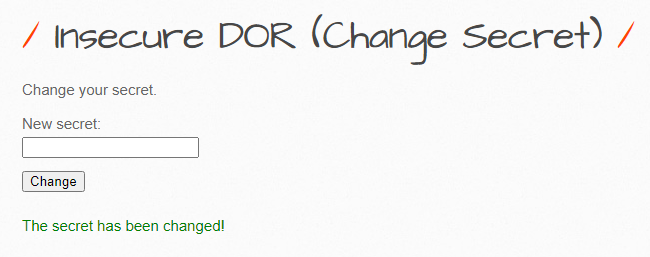 / Insecure DOR (Change Secret) /
Change your secret.
New secret:
Change
The secret has been changed!